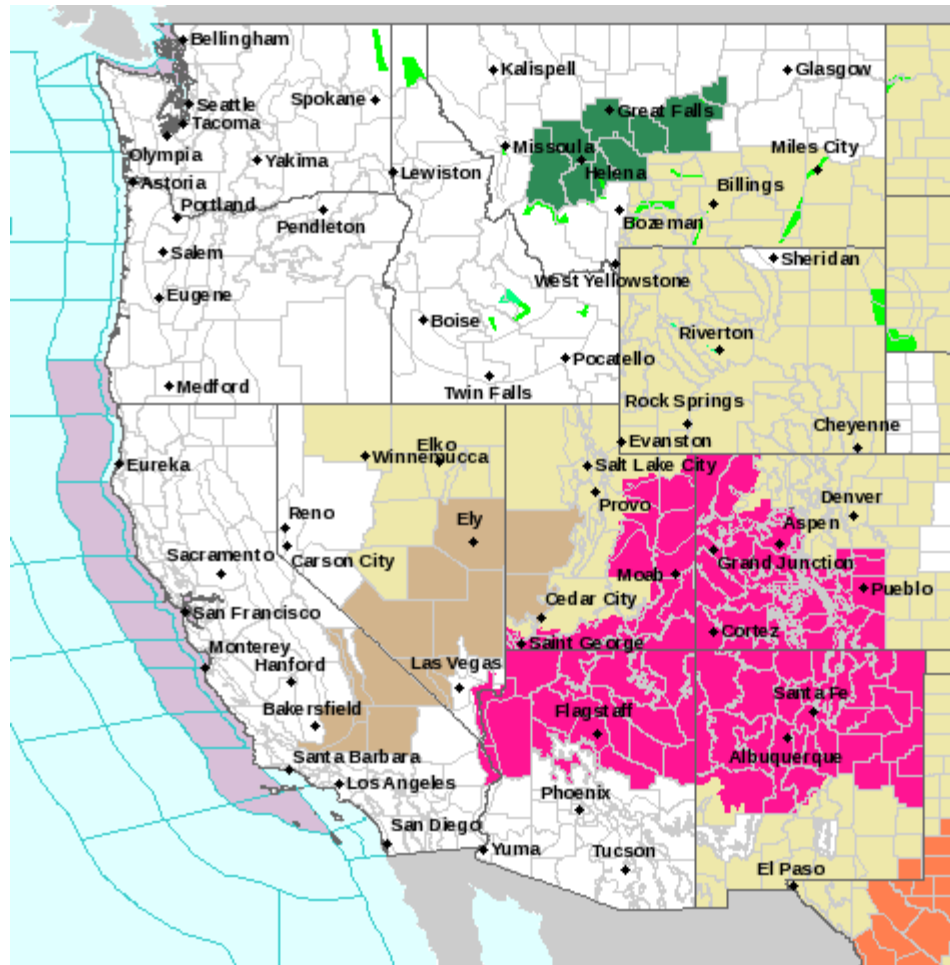 Bellingham
Kalispell
Glasgow
Seattle
Spokane
Great Falls
Tacoma
Olympia
Yakima
Missoula
Helena
Miles City
Astoria
Lewiston
Billings
Portland
Pendleton
Bozeman
Salem
Sheridan
West Yellowstone
Eugene
Boise
Riverton
Pocatello
Medford
Twin Falls
Rock Springs
Cheyenne
Elko
Evanston
Winnemucca
Eureka
Salt Lake City
Provo
Denver
Reno
Ely
Aspen
Sacramento
Carson City
Grand Junction
Moab
Pueblo
San Francisco
Cedar City
Monterey
Saint George
Cortez
Hanford
Las Vegas
Santa Fe
Bakersfield
Flagstaff
Albuquerque
Santa Barbara
Los Angeles
Phoenix
San Diego
Yuma
Tucson
El Paso